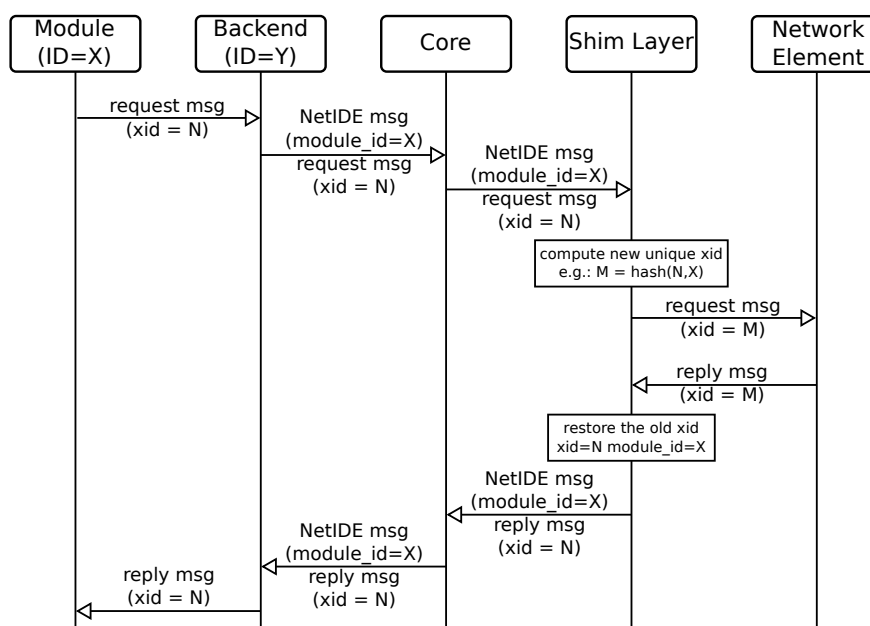 Module
(ID=X)
Backend
(ID=Y)
Core
Shim Layer
Network
Element
request msg
(xid = N)
NetIDE msg
(module_id=X)
request msg
(xid = N)
NetIDE msg
(module_id=X)
request msg
(xid = N)
compute new unique xid
e.g.: M = hash(N,X)
request msg
(xid = M)
reply msg
(xid = M)
restore the old xid
xid=N module_id=X
NetIDE msg
(module_id=X)
reply msg
(xid = N)
NetIDE msg
(module_id=X)
reply msg
(xid = N)
reply msg
(xid = N)